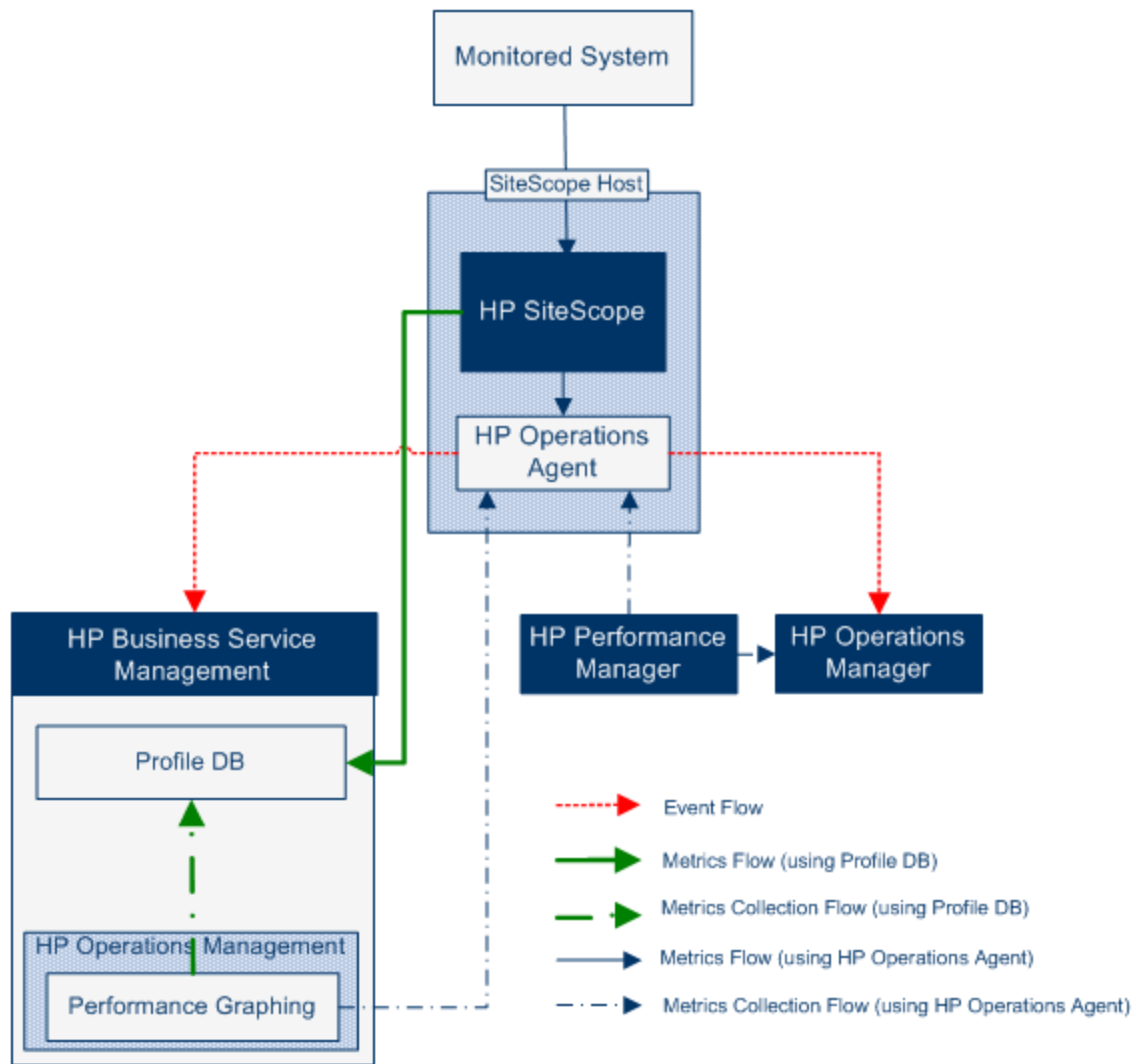 Monitored System
SiteScope Host
HP SiteScope
HP Operations
Agent
HP Business Service
Management
HP Performance
Manager
HP Operations
Manager
Profile DB
HP Operations Management
Performance Graphing
Event Flow
Metrics Flow (using Profile DB)
Metrics Collection Flow (using Profile DB)
Metrics Flow (using HP Operations Agent)
Metrics Collection Flow (using HP Operations Agent)